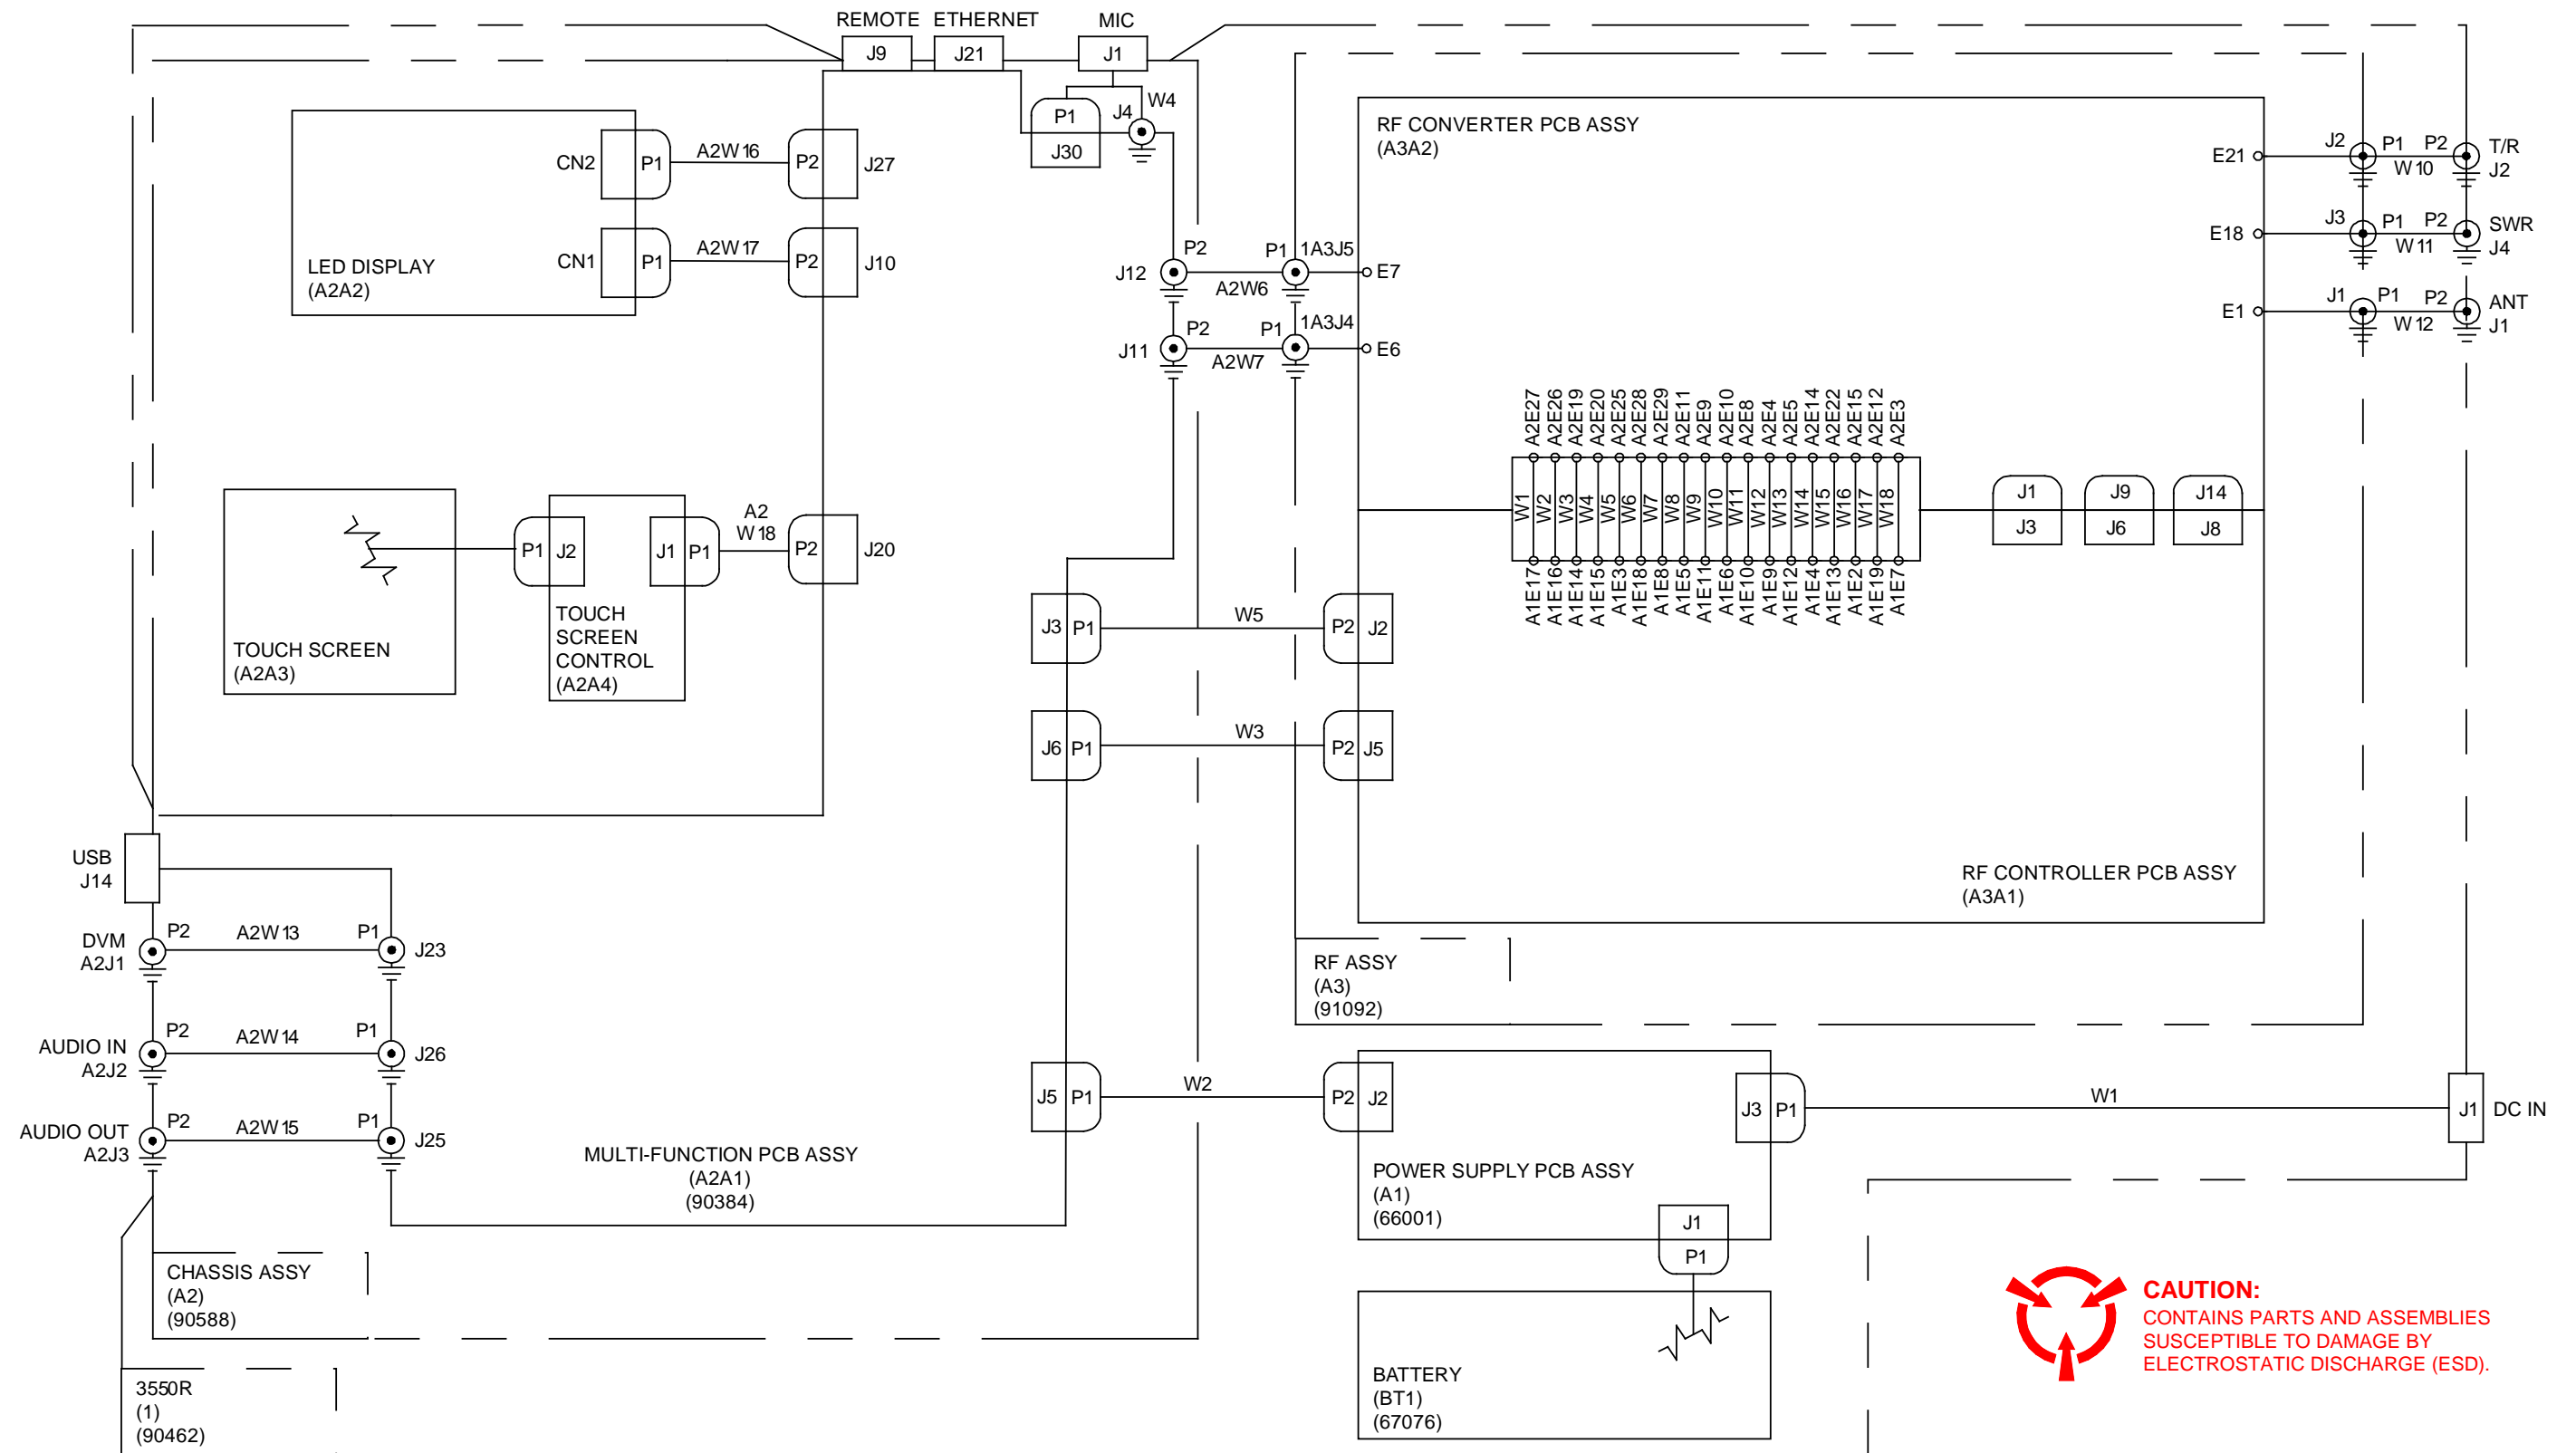 REMOTE ETHERNET MIC
J9 J21 J1
P1 J4 W4
J30
RF CONVERTER PCB ASSY
(A3A2)
CN2 P1 A2W16 P2 J27
CN1 P1 A2W17 P2 J10
LED DISPLAY
(A2A2)
E21 J2 P1 P2 T/R
W10 J2
E18 J3 P1 P2 SWR
W11 J4
E1 J1 P1 P2 ANT
W12 J1
P2 P1 1A3J5
J12 A2W6 E7
P2 P1 1A3J4
J11 A2W7 E6
A2E27 A2E26 A2E19 A2E20 A2E25 A2E28 A2E29 A2E11 A2E9 A2E10 A2E8 A2E4 A2E5 A2E14 A2E22 A2E15 A2E12 A2E3
W1 W2 W3 W4 W5 W6 W7 W8 W9 W10 W11 W12 W13 W14 W15 W16 W17 W18
A1E17 A1E16 A1E14 A1E15 A1E3 A1E18 A1E8 A1E5 A1E11 A1E6 A1E10 A1E9 A1E12 A1E4 A1E13 A1E2 A1E19 A1E7
J1 J9 J14
J3 J6 J8
P1 J2 J1 P1 A2
W18 P2 J20
TOUCH SCREEN
(A2A3)
TOUCH
SCREEN
CONTROL
(A2A4)
J3 P1 W5 P2 J2
J6 P1 W3 P2 J5
USB
J14
RF CONTROLLER PCB ASSY
(A3A1)
DVM
A2J1
P2 A2W13 P1 J23
AUDIO IN
A2J2
P2 A2W14 P1 J26
AUDIO OUT
A2J3
P2 A2W15 P1 J25
RF ASSY
(A3)
(91092)
J5 P1 W2 P2 J2
J3 P1 W1 J1 DC IN
MULTI-FUNCTION PCB ASSY
(A2A1)
(90384)
POWER SUPPLY PCB ASSY
(A1)
(66001)
J1
P1
CHASSIS ASSY
(A2)
(90588)
BATTERY
(BT1)
(67076)
3550R
(1)
(90462)
CAUTION:
CONTAINS PARTS AND ASSEMBLIES
SUSCEPTIBLE TO DAMAGE BY
ELECTROSTATIC DISCHARGE (ESD).